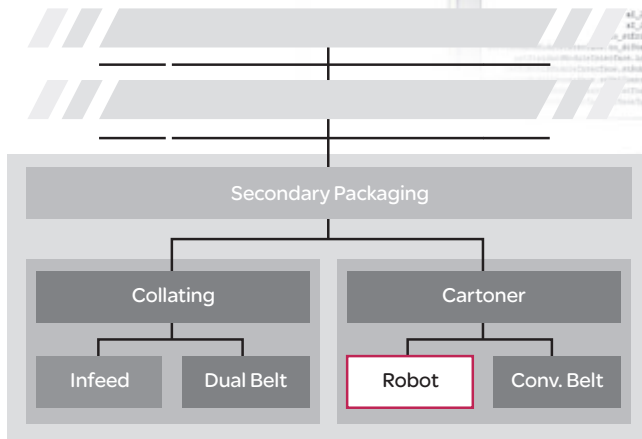 Secondary Packaging
Collating
Cartoner
Infeed
Dual Belt
Robot
Conv. Belt